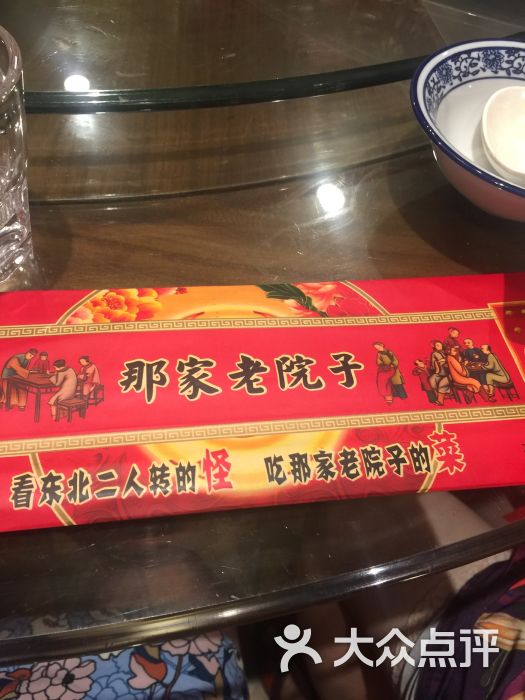 那家老院子
看东北二人转的怪 吃那家老院子的菜
大众点评